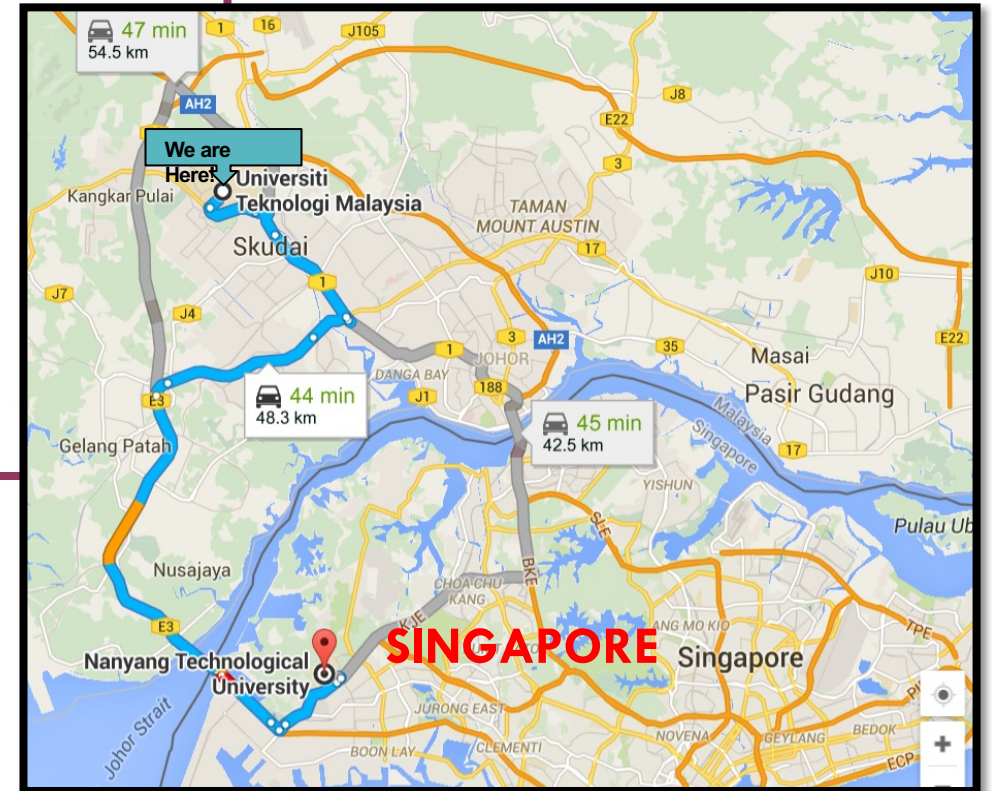 47 min
54.5 km
1
16
J105
AH2
J8
E22
3
We are
Here!
Universiti
Teknologi Malaysia
Kangkar Pulai
TAMAN
MOUNT AUSTIN
Skudai
17
J10
1
J7
J4
E22
3
AH2
35
1
JOHOR
Masai
DANGA BAY
188
Pasir Gudang
44 min
48.3 km
J1
E3
45 min
42.5 km
Malaysia
Singapore
17
Gelang Patah
YISHUN
SLE
Pulau Ub
Nusajaya
BKE
CHOA CHU
KANG
E3
KJE
ANG MO KIO
TPE
SINGAPORE
Singapore
Nanyang Technological
University
JURONG EAST
Johor Strait
NOVENA
GEYLANG
BEDOK
BOON LAY
CLEMENTI
ECP
+